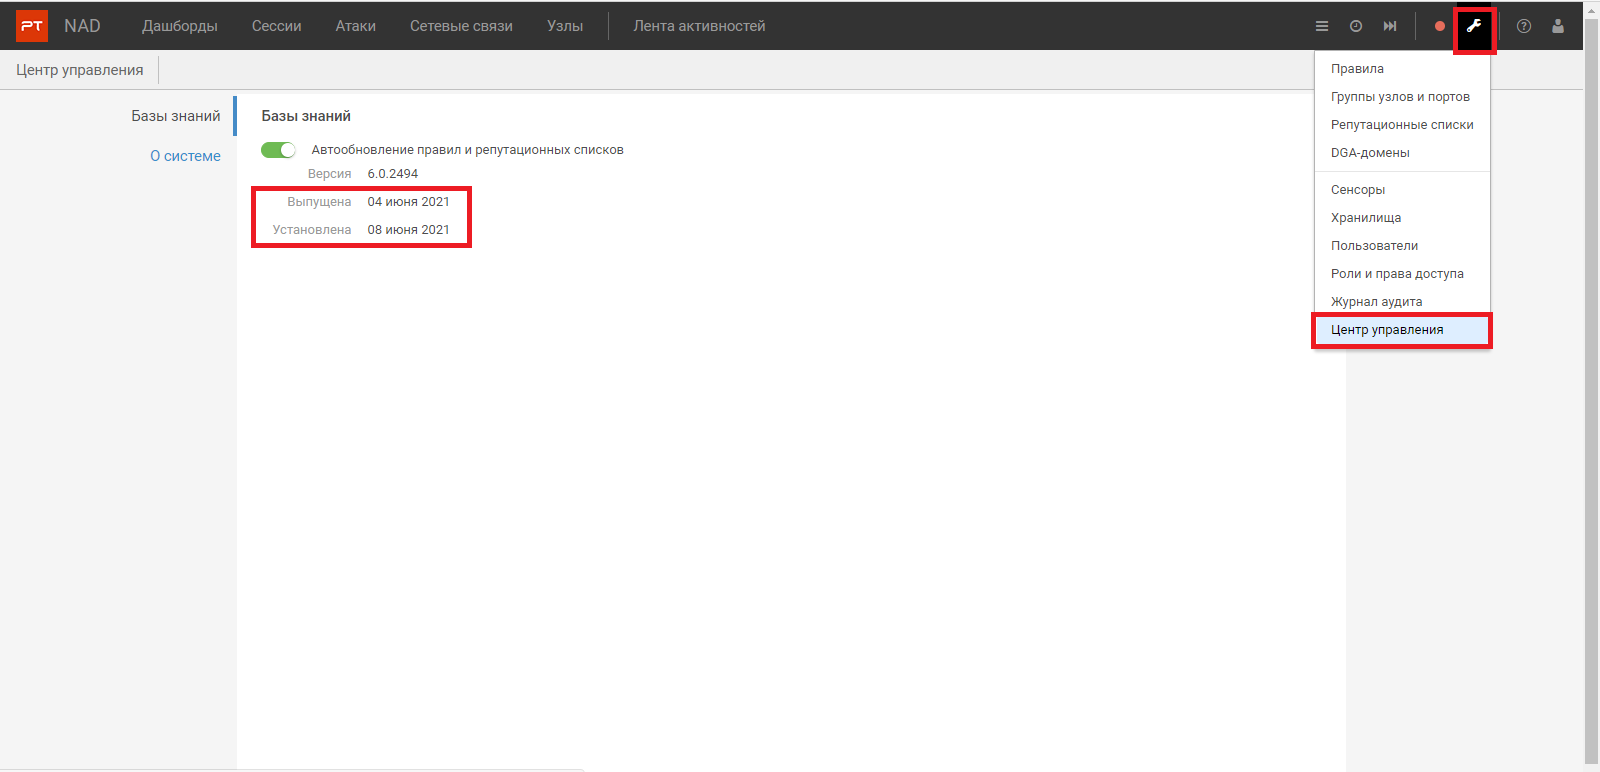 PT NAD Дашборды Сессии Атаки Сетевые связи Узлы Лента активностей
Центр управления
Базы знаний
О системе
Базы знаний
Автообновление правил и репутационных списков
Версия 6.0.2494
Выпущена 04 июня 2021
Установлена 08 июня 2021
Правила
Группы узлов и портов
Репутационные списки
DGA-домены
Сенсоры
Хранилища
Пользователи
Роли и права доступа
Журнал аудита
Центр управления